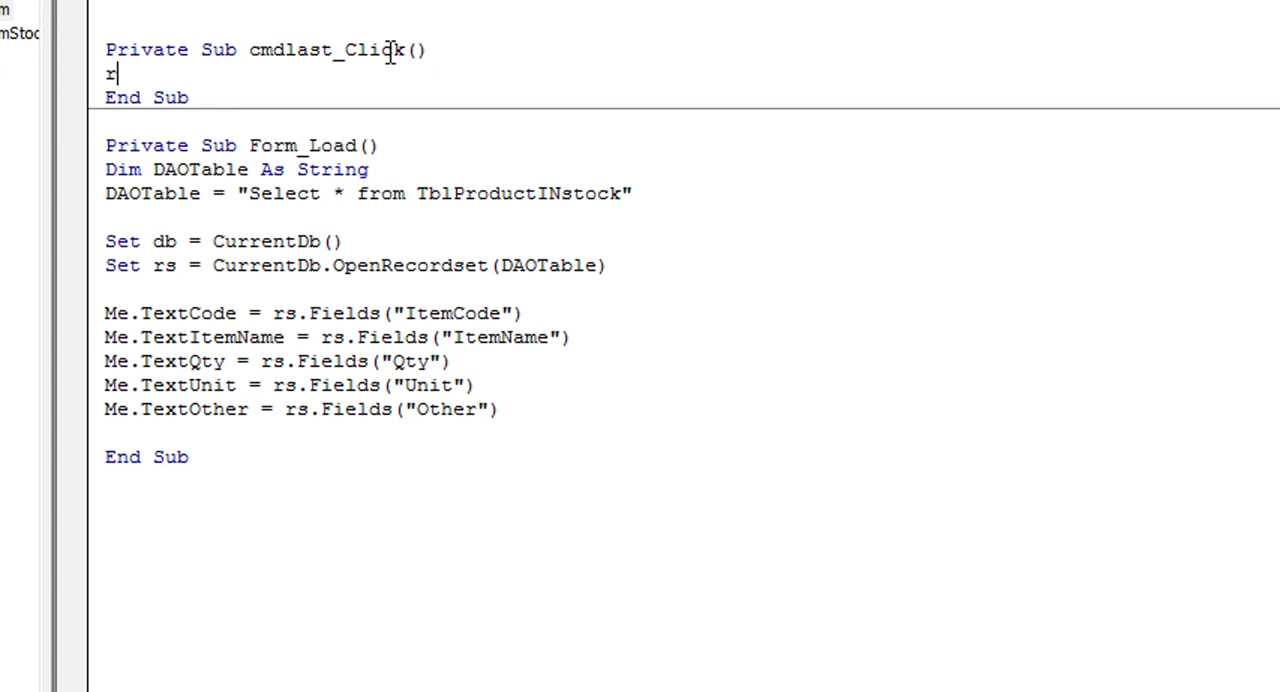 m
mStoc
Private Sub cmdlast_Click()
r
End Sub
Private Sub Form_Load()
Dim DAOTable As String
DAOTable = "Select * from TblProductINstock"
Set db = CurrentDb()
Set rs = CurrentDb.OpenRecordset(DAOTable)
Me.TextCode = rs.Fields("ItemCode")
Me.TextItemName = rs.Fields("ItemName")
Me.TextQty = rs.Fields("Qty")
Me.TextUnit = rs.Fields("Unit")
Me.TextOther = rs.Fields("Other")
End Sub